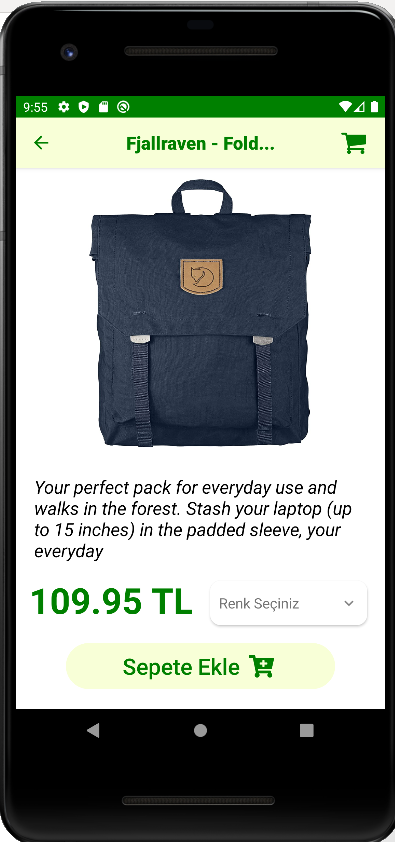 9:55
Fjallraven - Fold...
Your perfect pack for everyday use and
walks in the forest. Stash your laptop (up
to 15 inches) in the padded sleeve, your
everyday
109.95 TL
Renk Seçiniz
Sepete Ekle